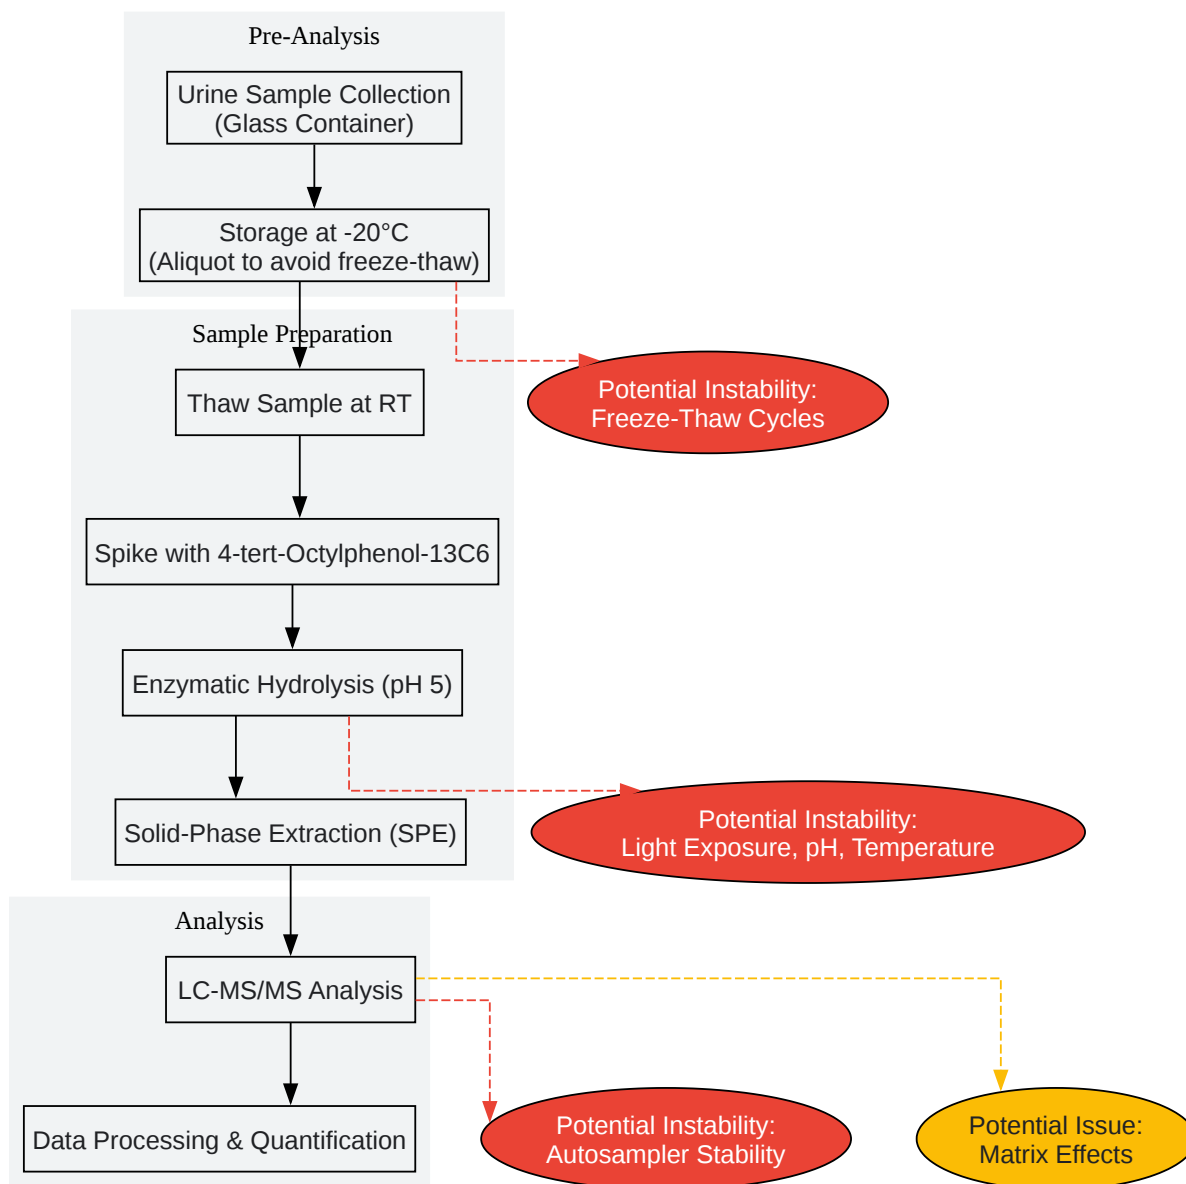 Pre-Analysis
Urine Sample Collection
(Glass Container)
Storage at -20°C
(Aliquot to avoid freeze-thaw)
Sample Preparation
Thaw Sample at RT
Potential Instability:
Freeze-Thaw Cycles
Spike with 4-tert-Octylphenol-13C6
Enzymatic Hydrolysis (pH 5)
Solid-Phase Extraction (SPE)
Potential Instability:
Light Exposure, pH, Temperature
Analysis
LC-MS/MS Analysis
Data Processing & Quantification
Potential Instability:
Autosampler Stability
Potential Issue:
Matrix Effects